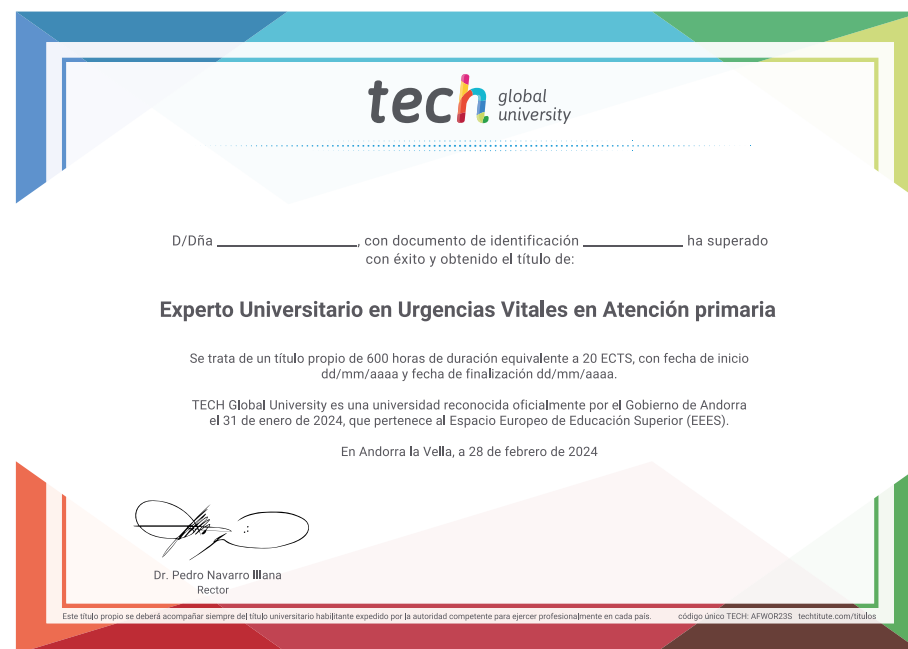 tech global university
D/Dña ____________________, con documento de identificación ______________ ha superado
con éxito y obtenido el título de:
Experto Universitario en Urgencias Vitales en Atención primaria
Se trata de un título propio de 600 horas de duración equivalente a 20 ECTS, con fecha de inicio
dd/mm/aaaa y fecha de finalización dd/mm/aaaa.
TECH Global University es una universidad reconocida oficialmente por el Gobierno de Andorra
el 31 de enero de 2024, que pertenece al Espacio Europeo de Educación Superior (EEES).
En Andorra la Vella, a 28 de febrero de 2024
Dr. Pedro Navarro Illana
Rector
Este título propio se deberá acompañar siempre del título universitario habilitante expedido por la autoridad competente para ejercer profesionalmente en cada país. código único TECH: AFWOR23S techtitute.com/titulos